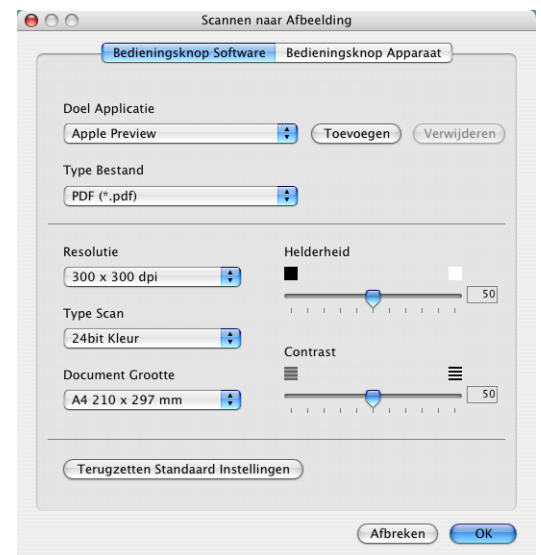 Scannen naar Afbeelding
Bedieningsknop Software Bedieningsknop Apparaat
Doel Applicatie
Apple Preview Toevoegen Verwijderen
Type Bestand
PDF (*.pdf)
Resolutie Helderheid
300 x 300 dpi
50
Type Scan
24bit Kleur
Contrast
Document Grootte
A4 210 x 297 mm 50
Terugzetten Standaard Instellingen
Afbreken OK